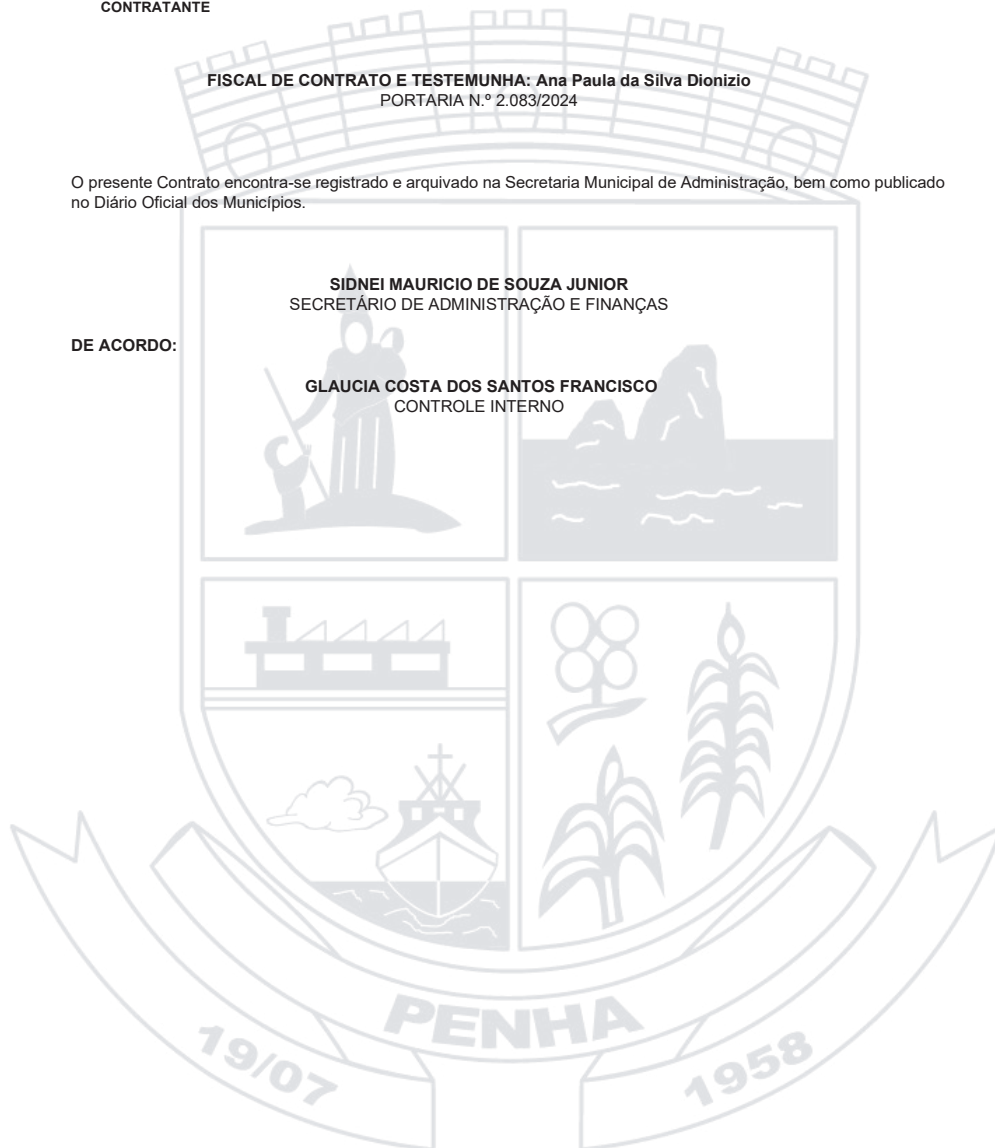 CONTRATANTE
FISCAL DE CONTRATO E TESTEMUNHA: Ana Paula da Silva Dionizio
PORTARIA N.º 2.083/2024
O presente Contrato encontra-se registrado e arquivado na Secretaria Municipal de Administração, bem como publicado
no Diário Oficial dos Municípios.
SIDNEI MAURICIO DE SOUZA JUNIOR
SECRETÁRIO DE ADMINISTRAÇÃO E FINANÇAS
DE ACORDO:
GLAUCIA COSTA DOS SANTOS FRANCISCO
CONTROLE INTERNO
PENHA
19/07
1958